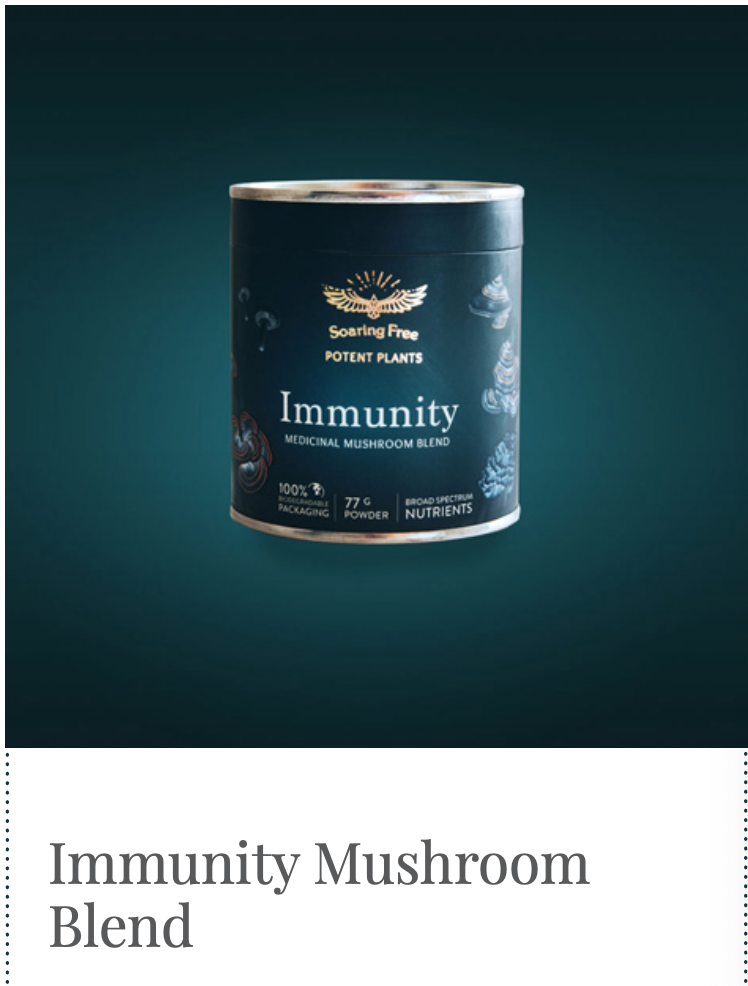 Soaring Free
POTENT PLANTS
Immunity
MEDICINAL MUSHROOM BLEND
100%
BIODEGRADABLE
PACKAGING
77 G
POWDER
BROAD SPECTRUM
NUTRIENTS
Immunity Mushroom
Blend